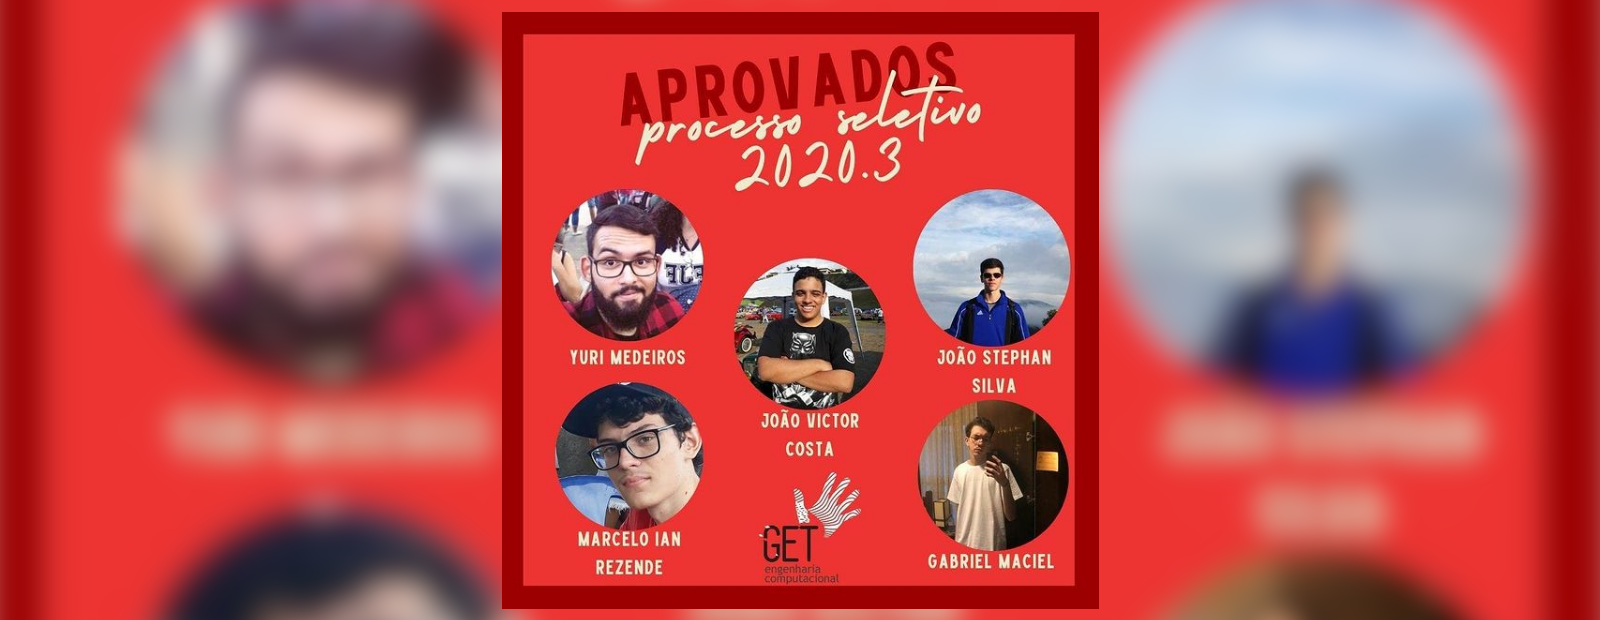 APROVADOS
processo seletivo
2020.3
YURI MEDEIROS
JOÃO STEPHAN
SILVA
JOÃO VICTOR
COSTA
MARCELO IAN
REZENDE
GABRIEL MACIEL
GET
engenharia
computacional